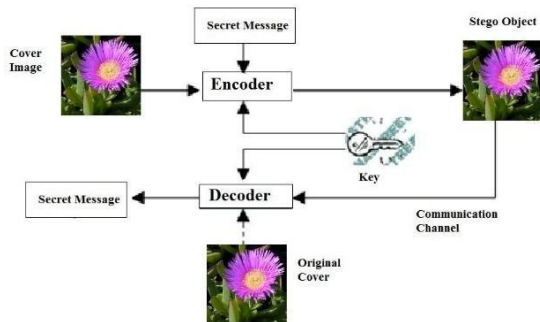 Secret Message
Stego Object
Cover
Image
Encoder
Key
Secret Message
Decoder
Communication
Channel
Original
Cover